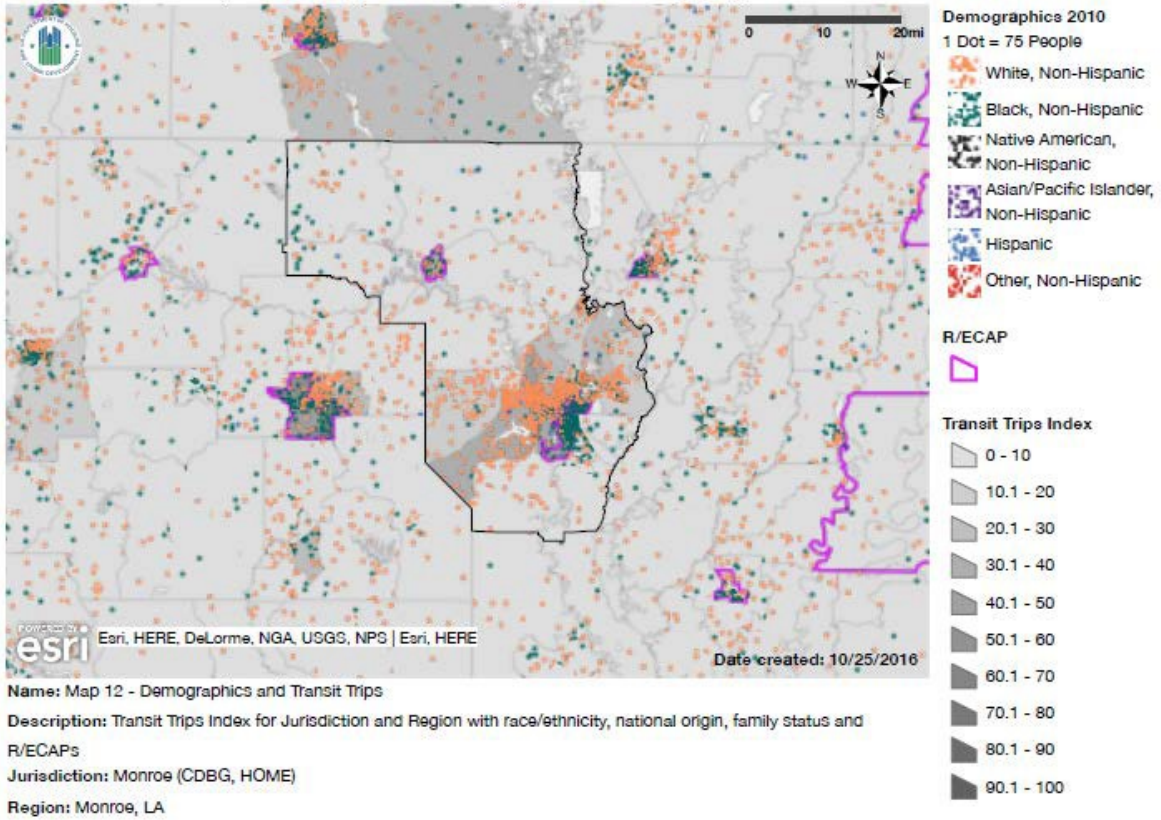 0 10 20mi
N
W E
S
Demographics 2010
1 Dot = 75 People
White, Non-Hispanic
Black, Non-Hispanic
Native American,
Non-Hispanic
Asian/Pacific Islander,
Non-Hispanic
Hispanic
Other, Non-Hispanic
R/ECAP
Transit Trips Index
0 - 10
10.1 - 20
20.1 - 30
30.1 - 40
40.1 - 50
50.1 - 60
60.1 - 70
70.1 - 80
80.1 - 90
90.1 - 100
POWERED BY
esri
Esri, HERE, DeLorme, NGA, USGS, NPS | Esri, HERE
Date created: 10/25/2016
Name: Map 12 - Demographics and Transit Trips
Description: Transit Trips Index for Jurisdiction and Region with race/ethnicity, national origin, family status and
R/ECAPs
Jurisdiction: Monroe (CDBG, HOME)
Region: Monroe, LA